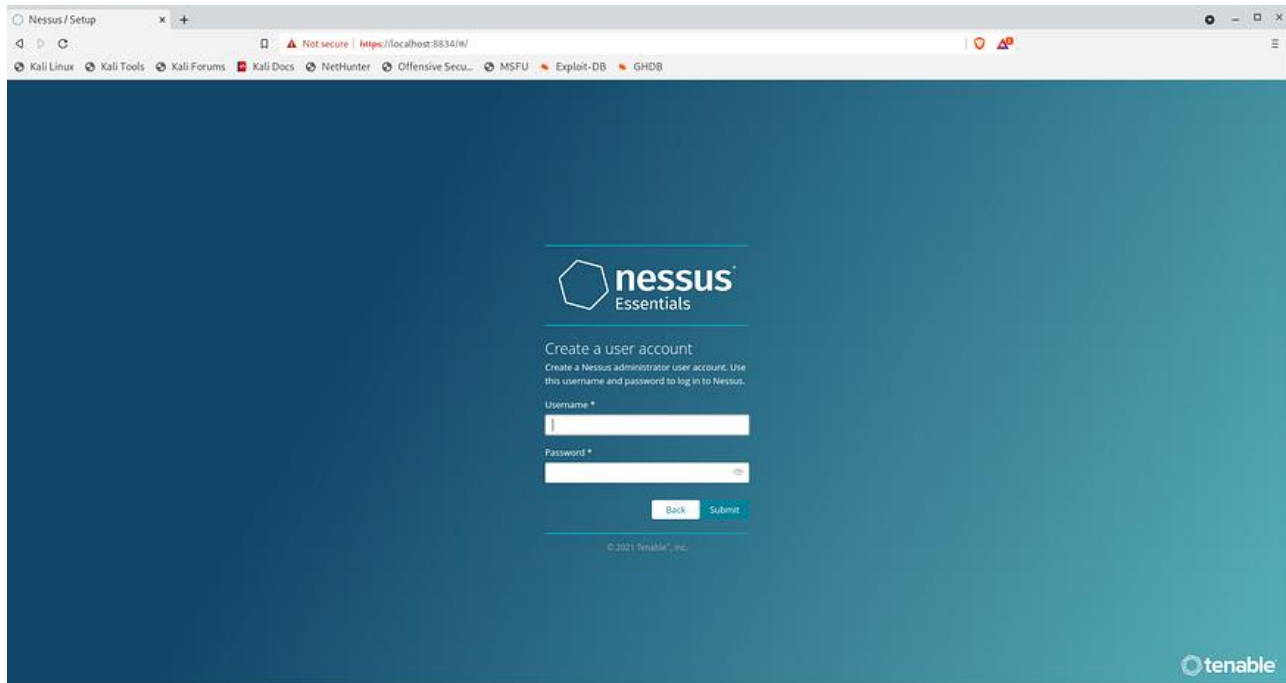 Nessus / Setup
Not secure | https://localhost:8834/#/
Kali Linux Kali Tools Kali Forums Kali Docs NetHunter Offensive Secu... MSFU Exploit-DB GHDB
nessus
Essentials
Create a user account
Create a Nessus administrator user account. Use
this username and password to log in to Nessus.
Username *
Password *
Back Submit
© 2021 Tenable™, Inc.
tenable